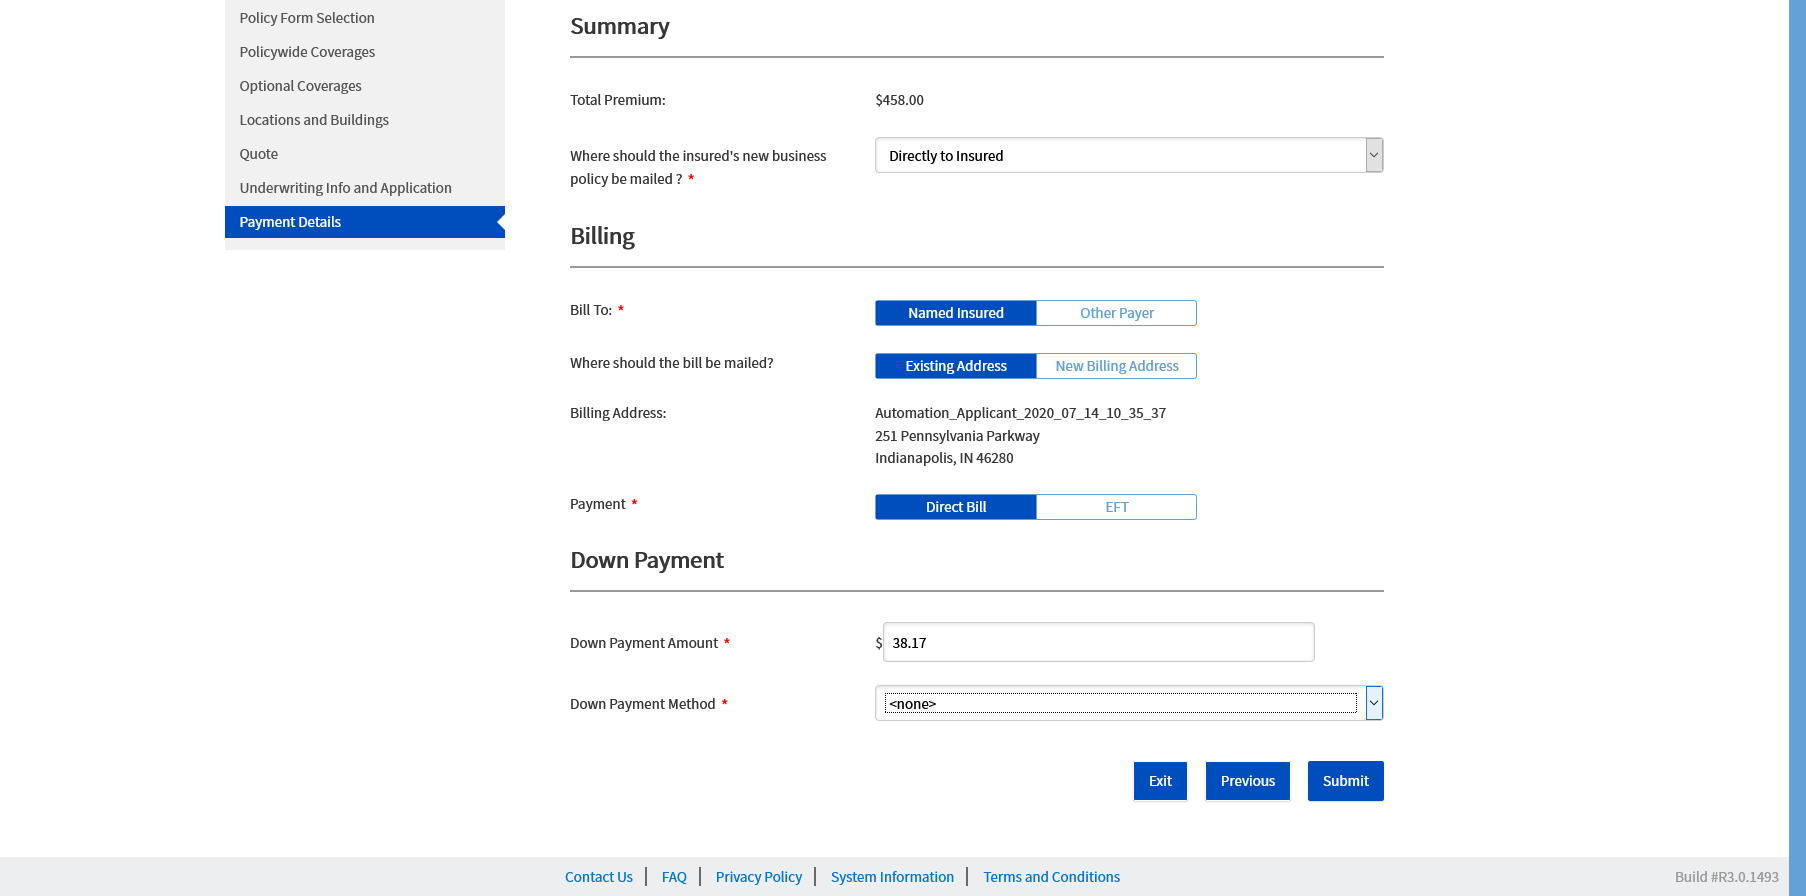 Policy Form Selection
Policywide Coverages
Optional Coverages
Locations and Buildings
Quote
Underwriting Info and Application
Payment Details
Summary
Total Premium:
$458.00
Where should the insured's new business
policy be mailed ? *
Directly to Insured
Billing
Bill To: *
Named Insured
Other Payer
Where should the bill be mailed?
Existing Address
New Billing Address
Billing Address:
Automation_Applicant_2020_07_14_10_35_37
251 Pennsylvania Parkway
Indianapolis, IN 46280
Payment *
Direct Bill
EFT
Down Payment
Down Payment Amount *
$ 38.17
Down Payment Method *
<none>
Exit
Previous
Submit
Contact Us
FAQ
Privacy Policy
System Information
Terms and Conditions
Build #R3.0.1493